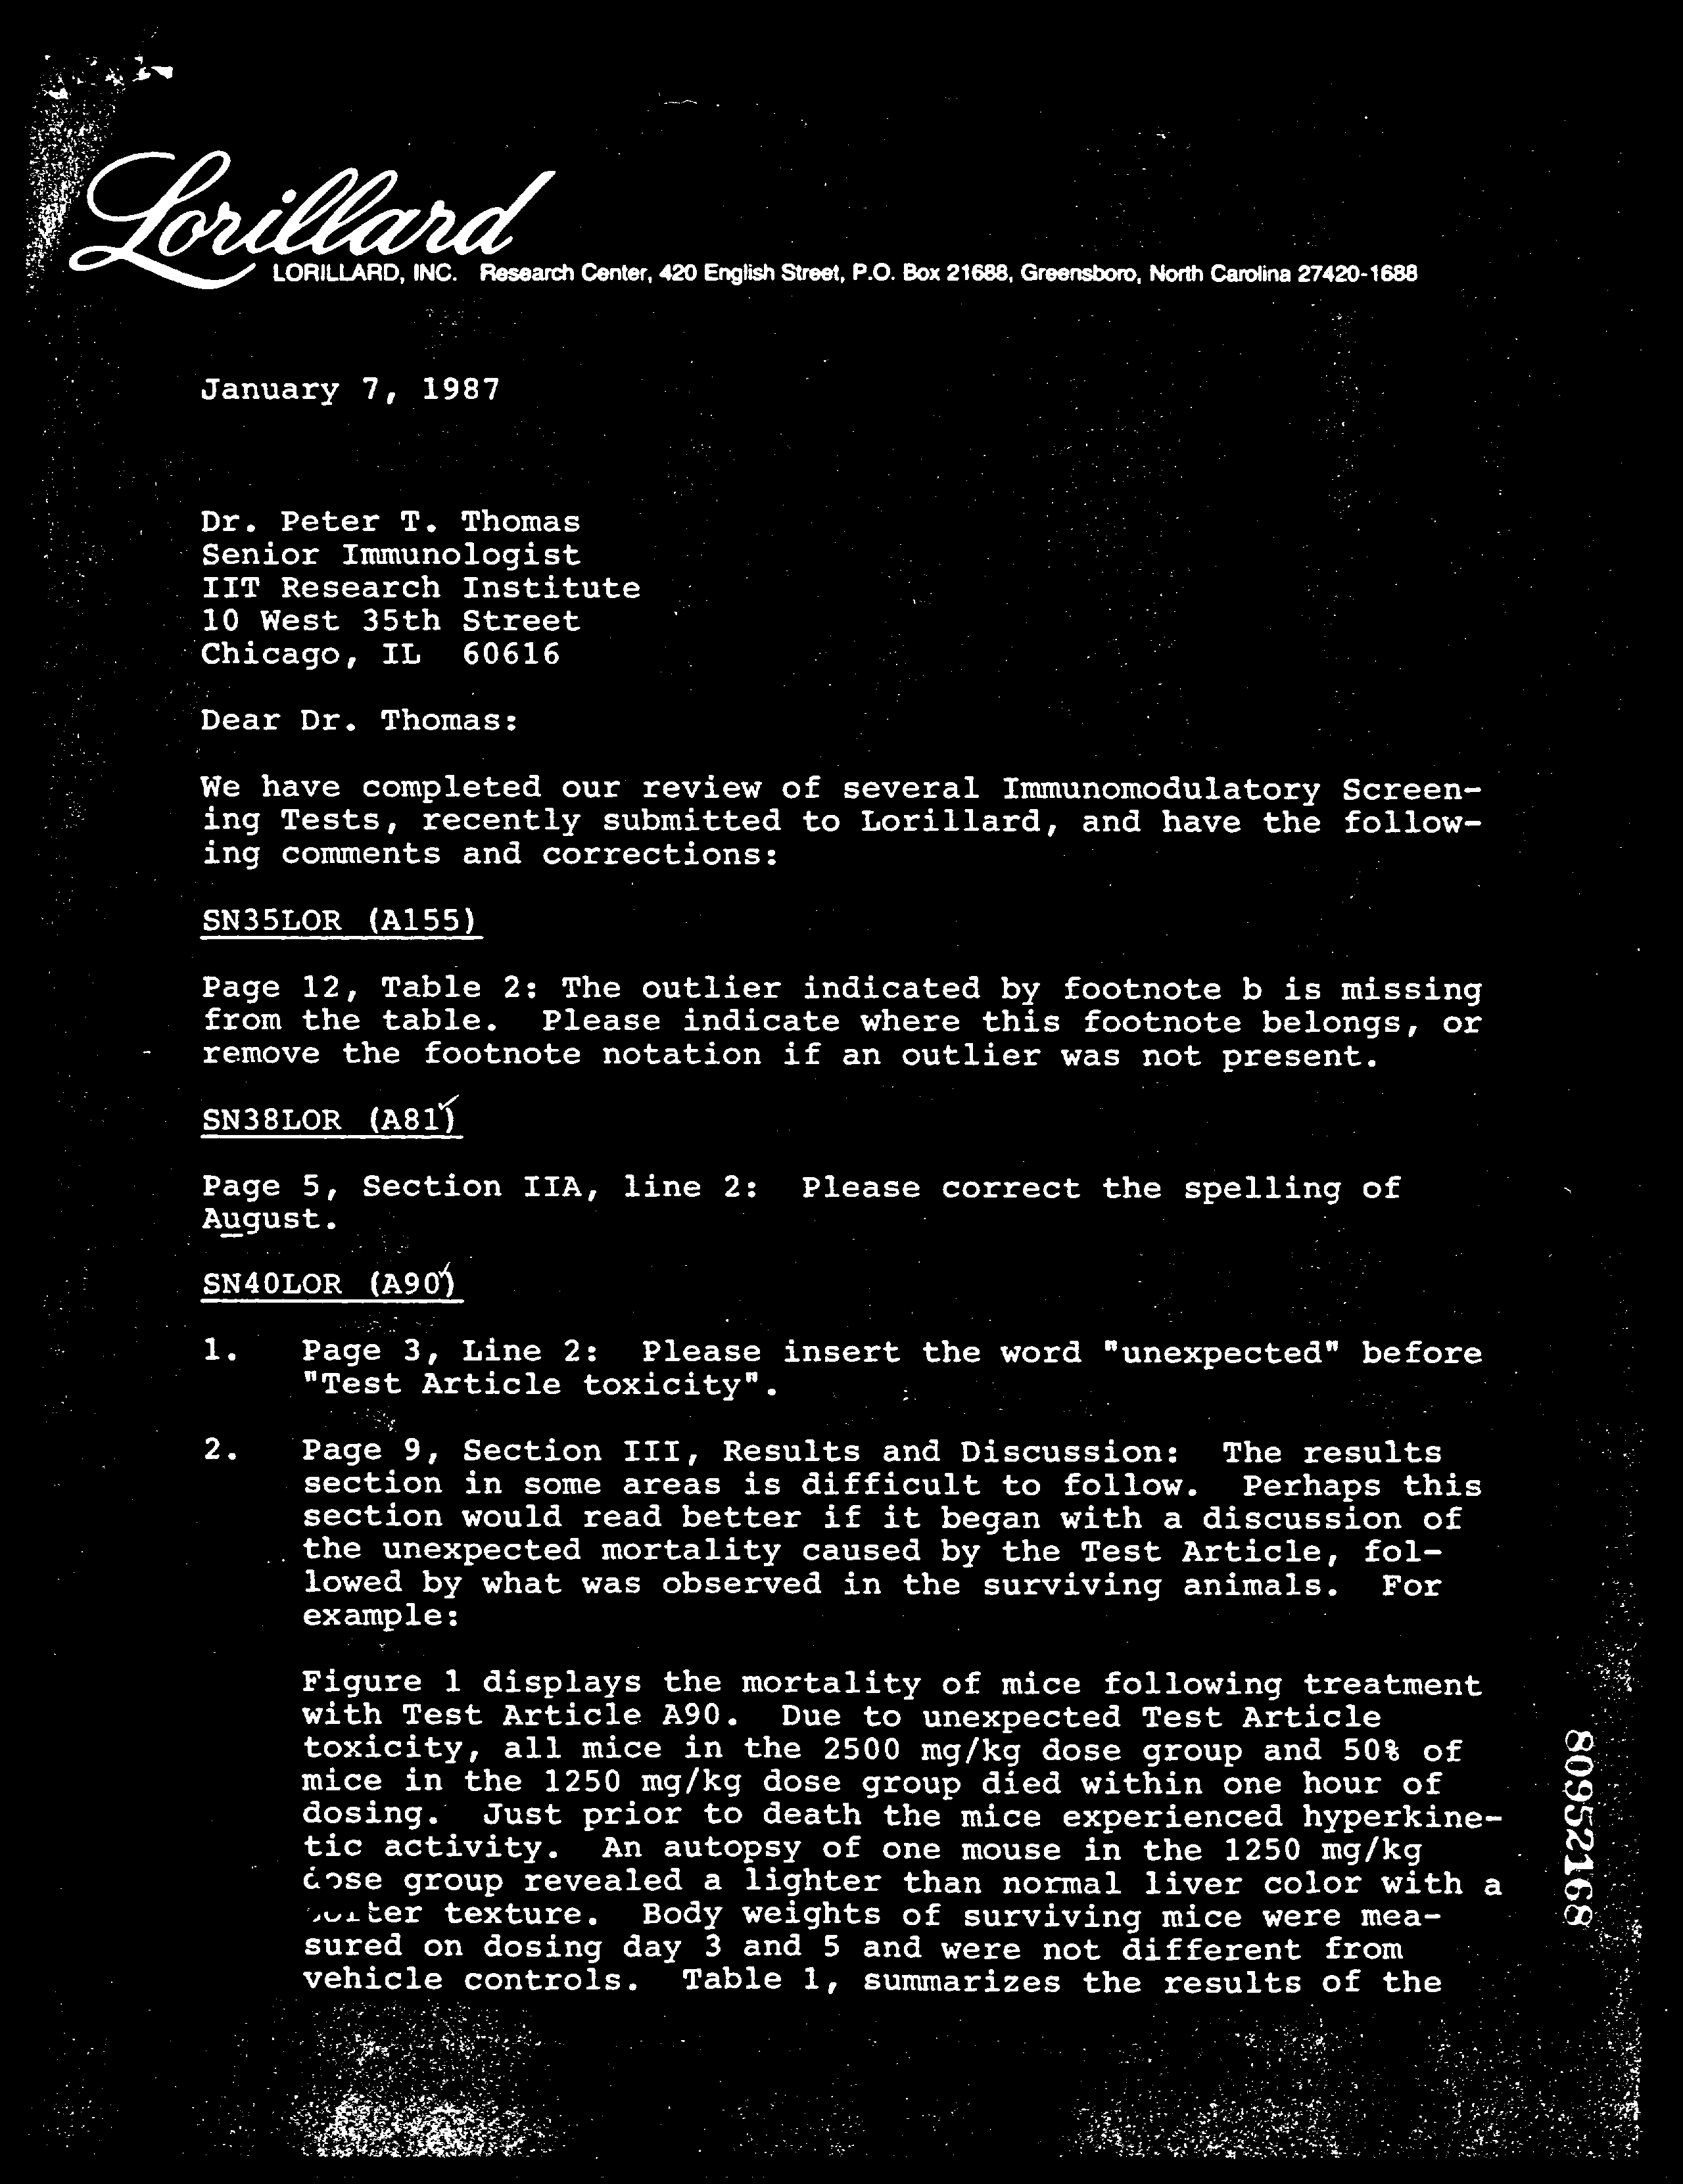 Lorillard
LORILLARD, INC. Research Center, 420 English Street, P.O. Box 21688, Greensboro, North Carolina 27420-1688
January 7, 1987
Dr. Peter T. Thomas
Senior Immunologist
IIT Research Institute
10 West 35th Street
Chicago, IL 60616
Dear Dr. Thomas:
We have completed our review of several Immunomodulatory Screen-
ing Tests, recently submitted to Lorillard, and have the follow-
ing comments and corrections:
SN35LOR (A155)
Page 12, Table 2: The outlier indicated by footnote b is missing
from the table. Please indicate where this footnote belongs, or
remove the footnote notation if an outlier was not present.
SN38LOR (A81)
Page 5, Section IIA, line 2: Please correct the spelling of
August.
SN40LOR (A90)
1. Page 3, Line 2: Please insert the word "unexpected" before
"Test Article toxicity".
2. Page 9, Section III, Results and Discussion: The results
section in some areas is difficult to follow. Perhaps this
section would read better if it began with a discussion of
the unexpected mortality caused by the Test Article, fol-
lowed by what was observed in the surviving animals. For
example:
Figure 1 displays the mortality of mice following treatment
with Test Article A90. Due to unexpected Test Article
toxicity, all mice in the 2500 mg/kg dose group and 50% of
mice in the 1250 mg/kg dose group died within one hour of
dosing. Just prior to death the mice experienced hyperkine-
tic activity. An autopsy of one mouse in the 1250 mg/kg
dose group revealed a lighter than normal liver color with a
texture. Body weights of surviving mice were mea-
sured on dosing day 3 and 5 and were not different from
vehicle controls. Table 1, summarizes the results of the
80952168